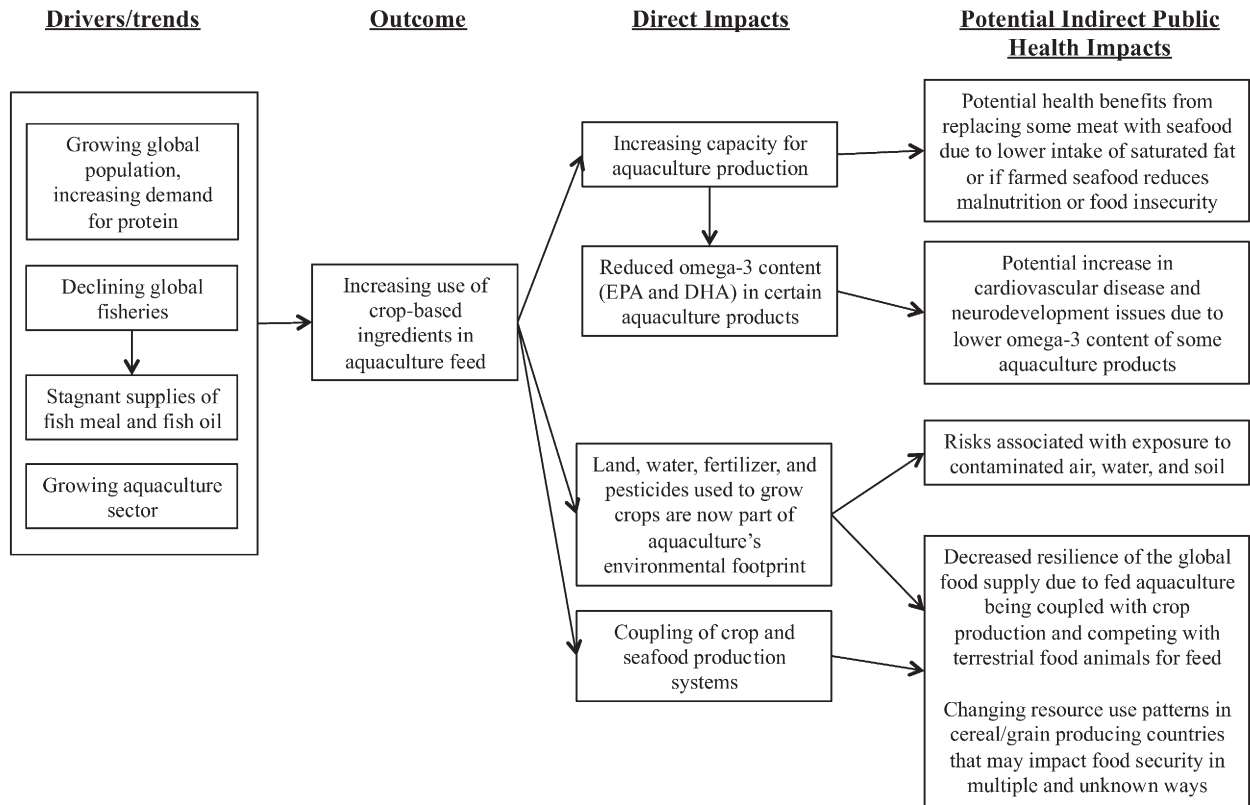 Drivers/trends
Outcome
Direct Impacts
Potential Indirect Public
Health Impacts
Growing global
population,
increasing demand
for protein
Declining global
fisheries
Stagnant supplies of
fish meal and fish oil
Growing aquaculture
sector
Increasing use of
crop-based
ingredients in
aquaculture feed
Increasing capacity for
aquaculture production
Reduced omega-3 content
(EPA and DHA) in certain
aquaculture products
Land, water, fertilizer, and
pesticides used to grow
crops are now part of
aquaculture’s
environmental footprint
Coupling of crop and
seafood production
systems
Potential health benefits from
replacing some meat with seafood
due to lower intake of saturated fat
or if farmed seafood reduces
malnutrition or food insecurity
Potential increase in
cardiovascular disease and
neurodevelopment issues due to
lower omega-3 content of some
aquaculture products
Risks associated with exposure to
contaminated air, water, and soil
Decreased resilience of the global
food supply due to fed aquaculture
being coupled with crop
production and competing with
terrestrial food animals for feed
Changing resource use patterns in
cereal/grain producing countries
that may impact food security in
multiple and unknown ways